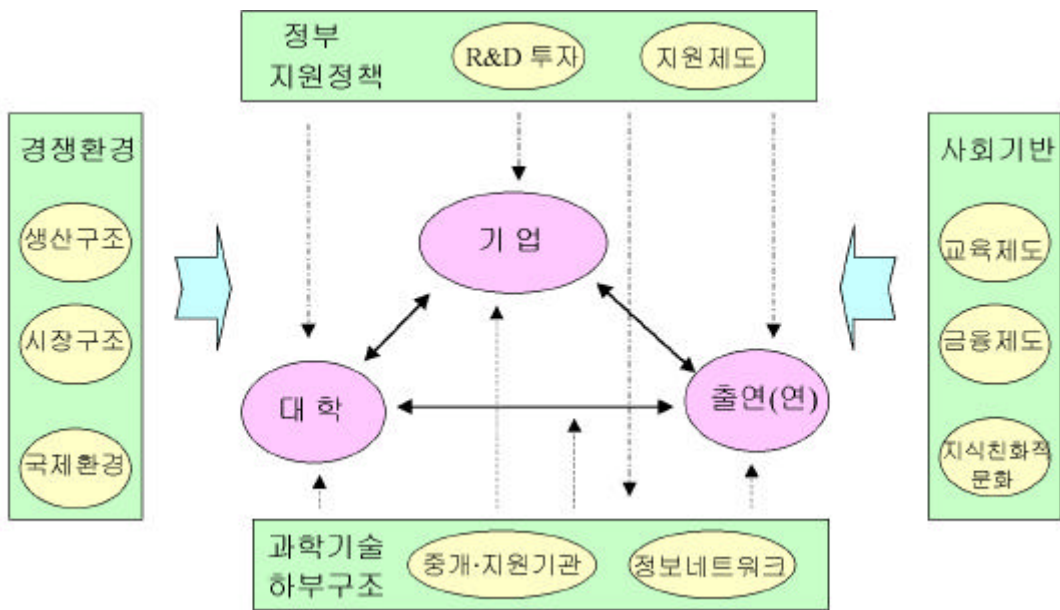 정부
지원정책
R&D 투자
지원제도
경쟁환경
생산구조
시장구조
국제환경
기 업
대 학
출연(연)
사회기반
교육제도
금융제도
지식친화적
문화
과학기술
하부구조
중개·지원기관
정보네트워크